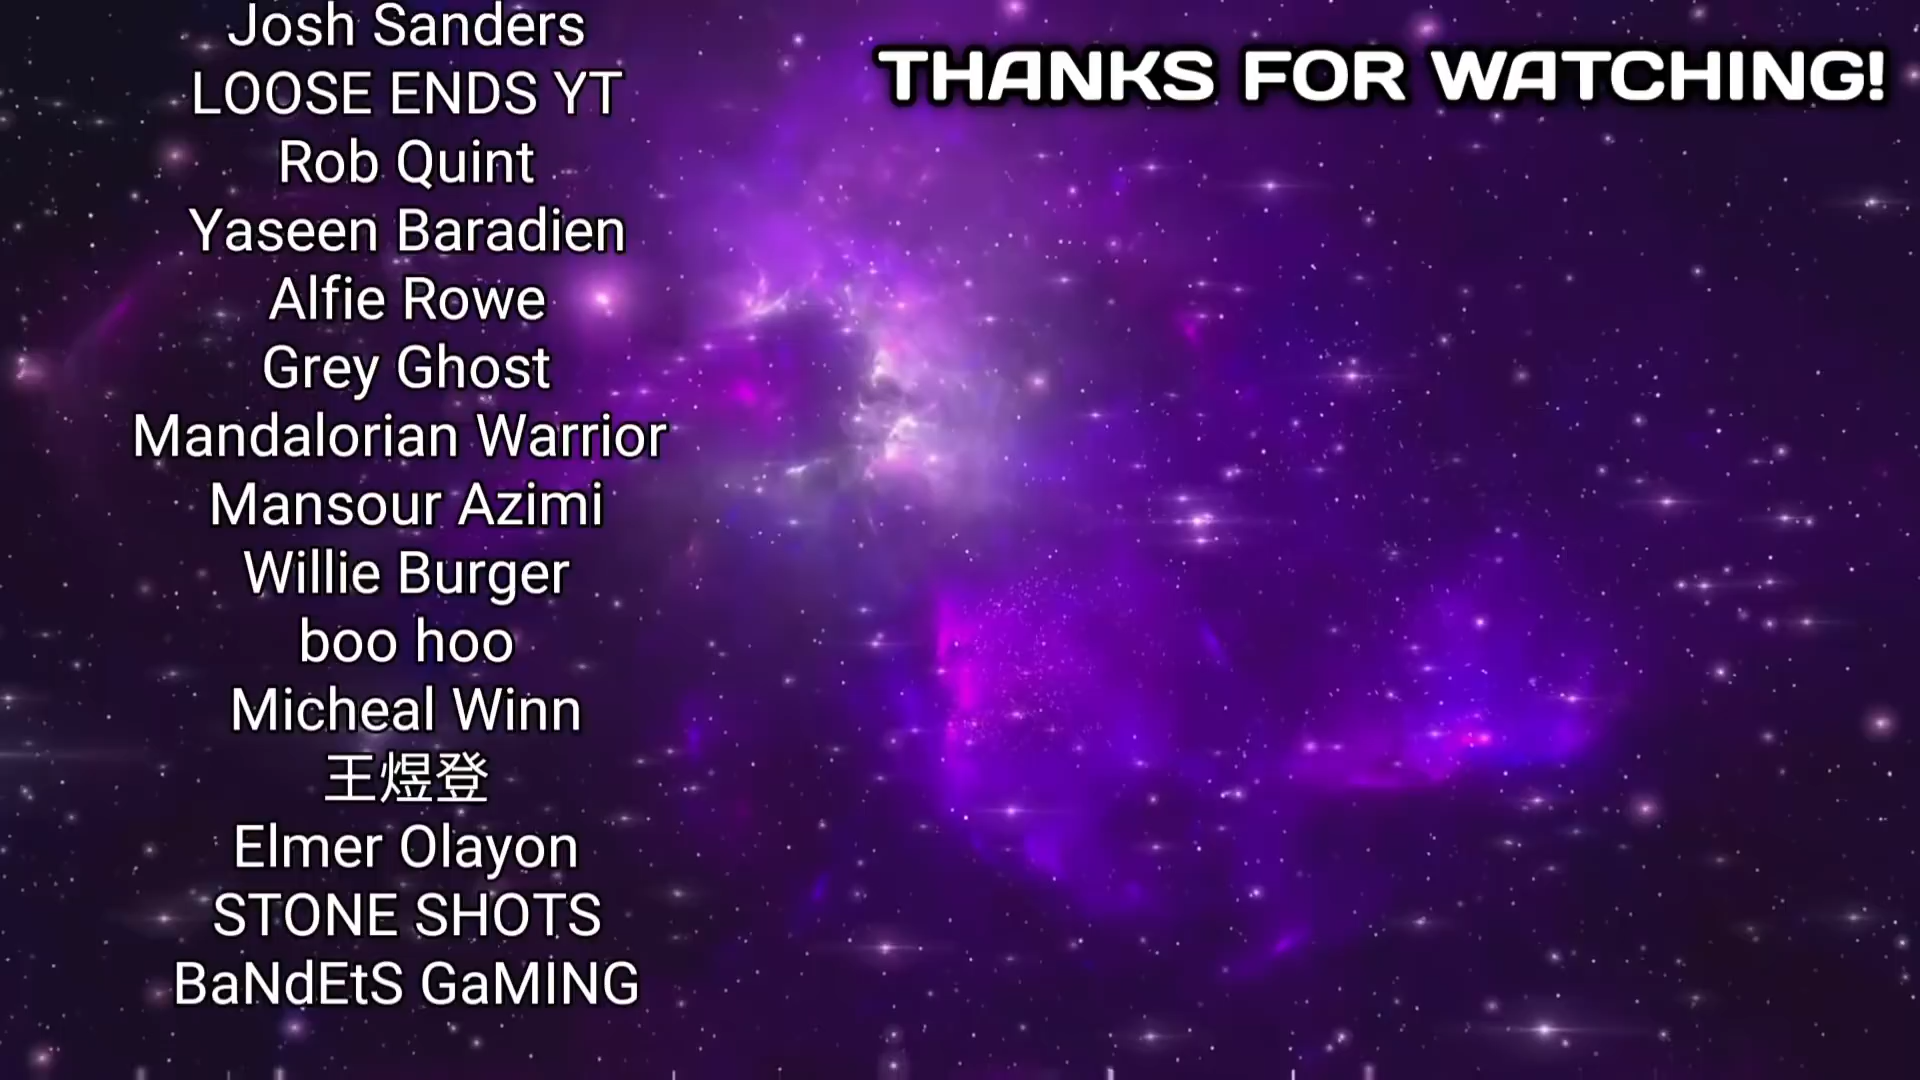 Josh Sanders
LOOSE ENDS YT
Rob Quint
Yaseen Baradien
Alfie Rowe
Grey Ghost
Mandalorian Warrior
Mansour Azimi
Willie Burger
boo hoo
Micheal Winn
王煜登
Elmer Olayon
STONE SHOTS
BaNdEtS GaMING
THANKS FOR WATCHING!